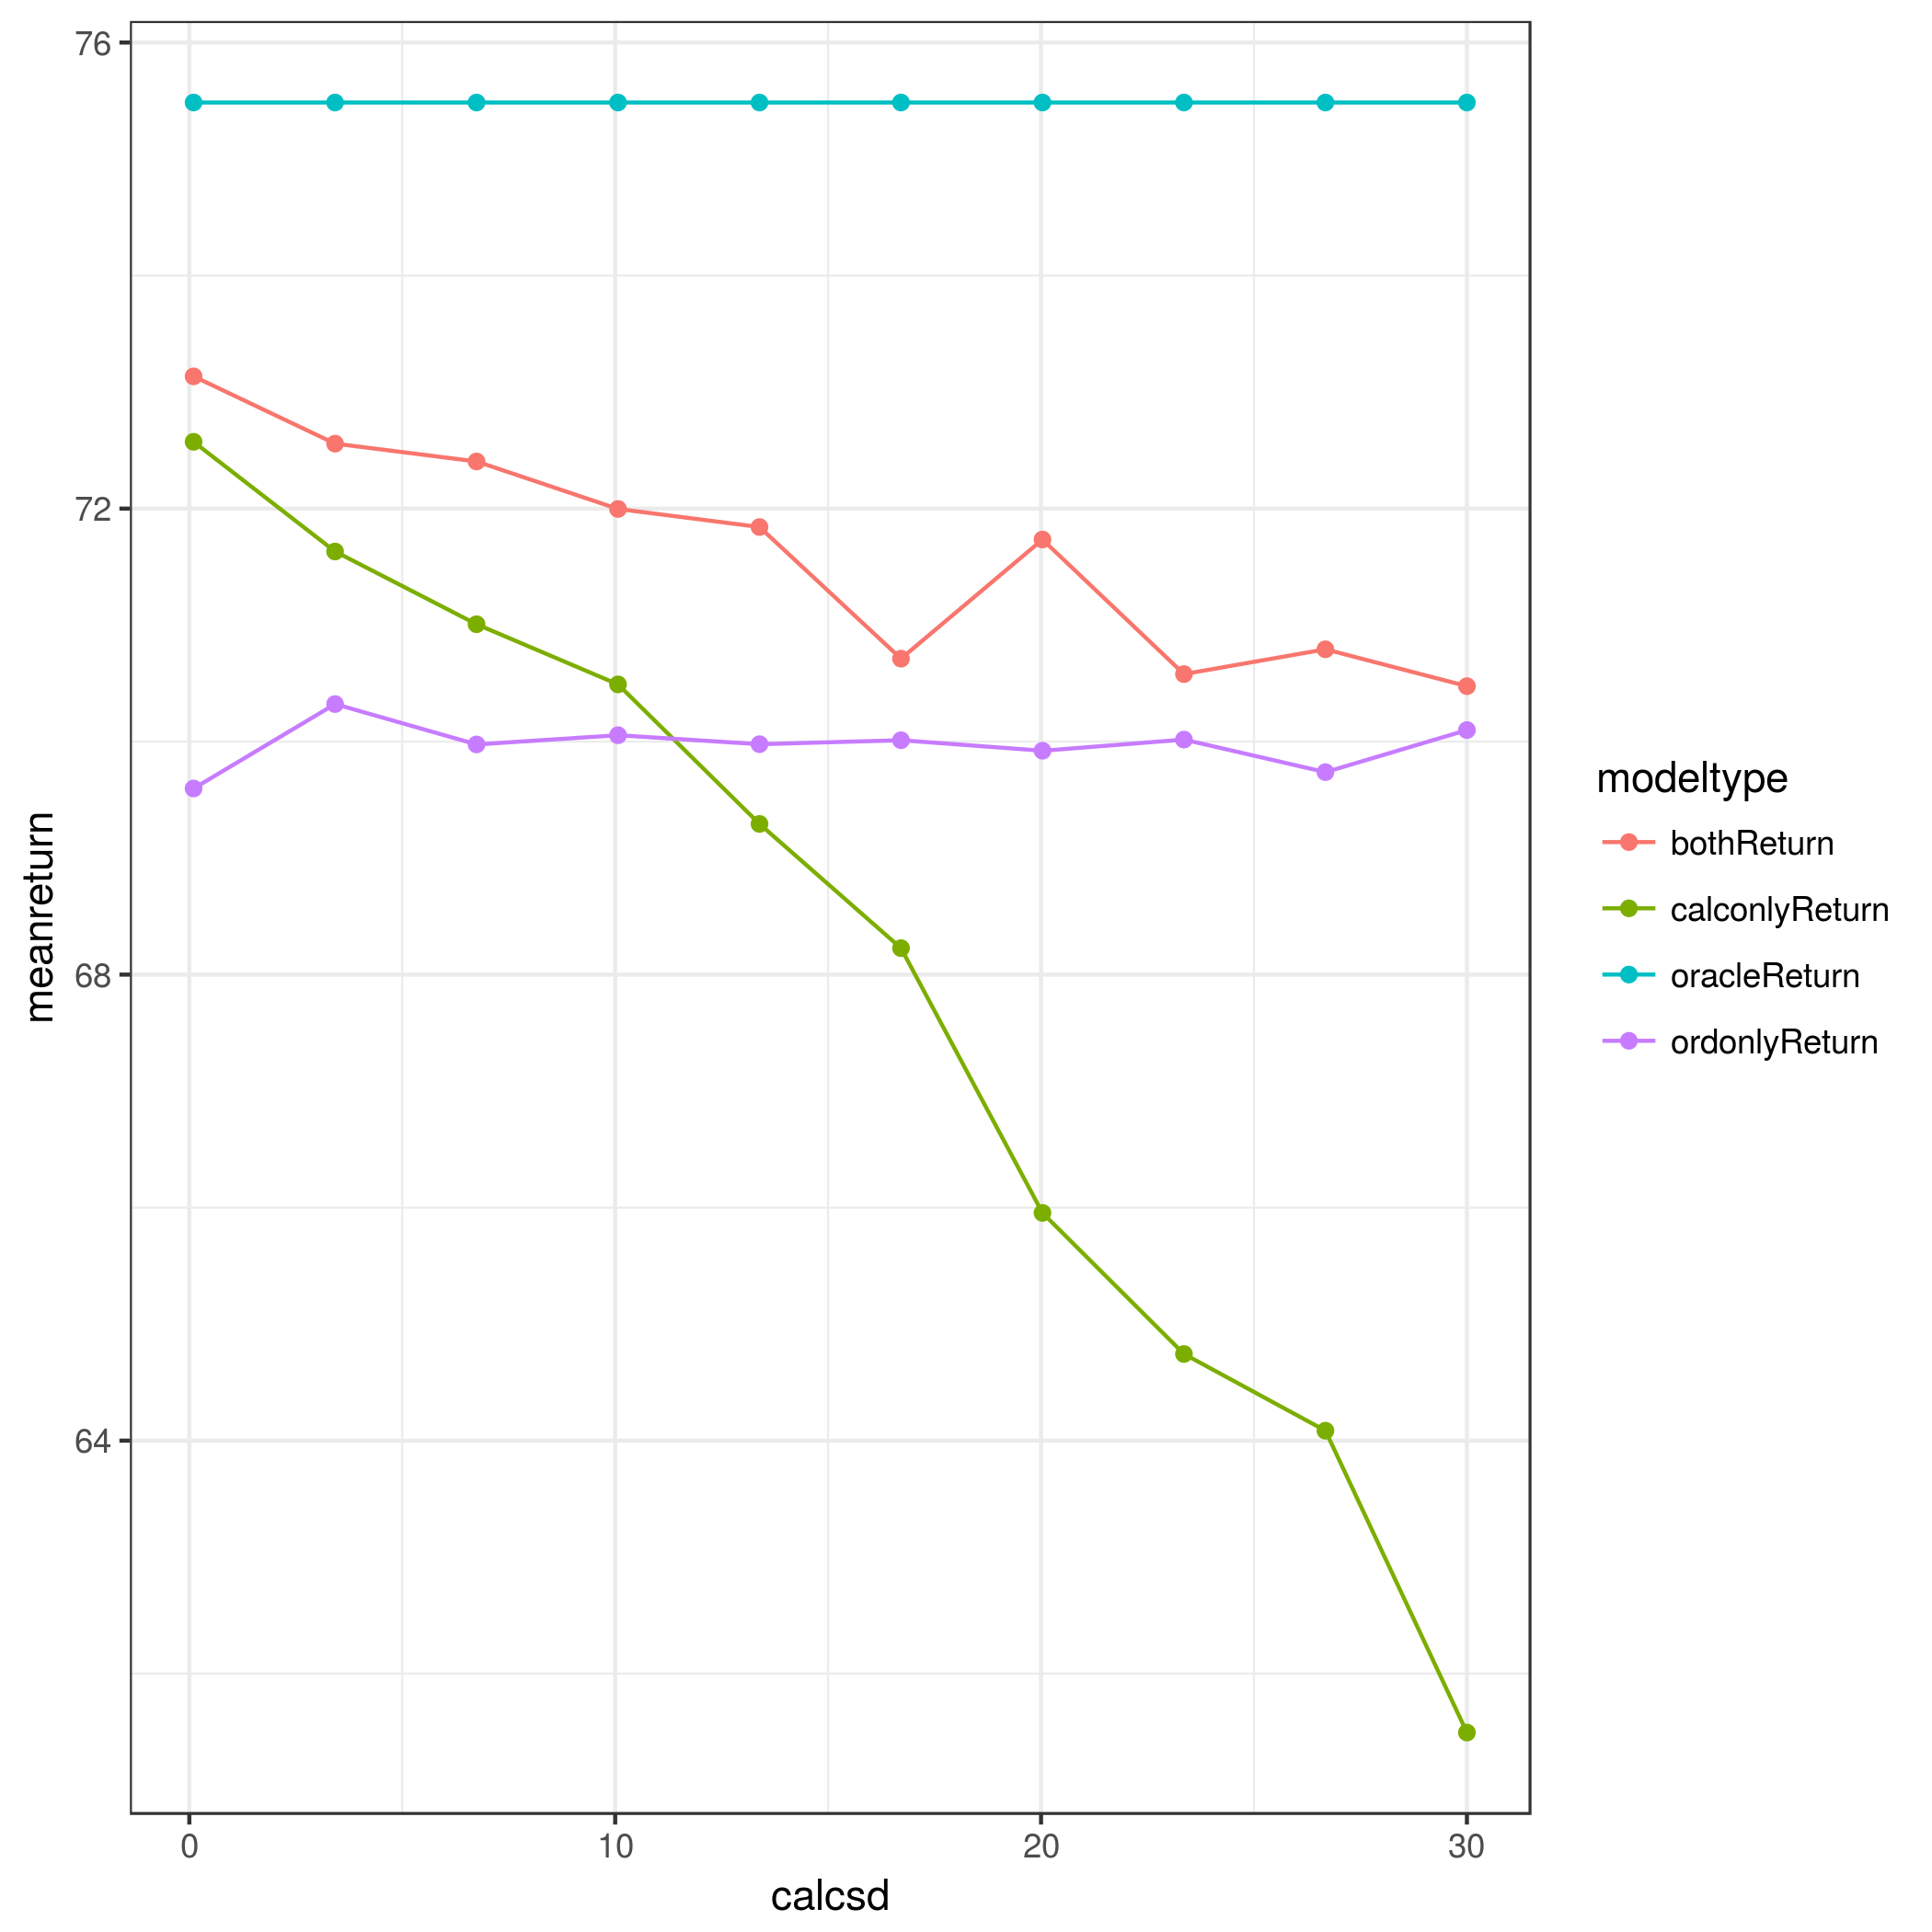 76
72
68
64
meanreturn
0 10 20 30
calcsd
modeltype
bothReturn
calconlyReturn
oracleReturn
ordonlyReturn